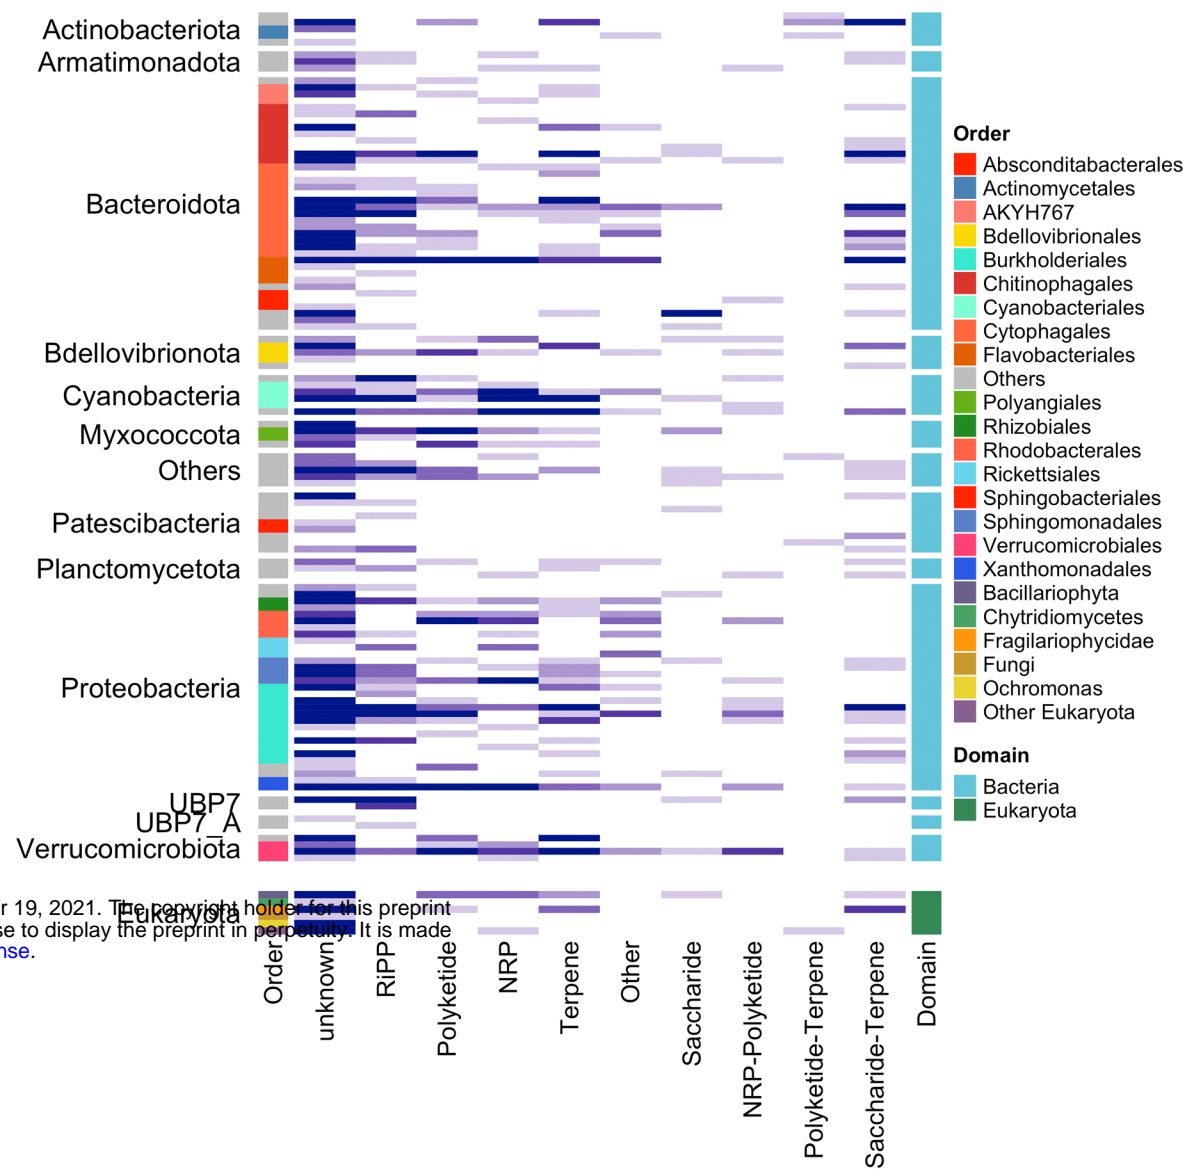 Actinobacteriota
Armatimonadota
Bacteroidota
Bdellovibrionota
Cyanobacteria
Myxococcota
Others
Patescibacteria
Planctomycetota
Proteobacteria
UBP7
UBP7_A
Verrucomicrobiota
Eukaryota
r 19, 2021. The copyright holder for this preprint
se to display the preprint in perpetuity. It is made
nse.
Order
unknown
RiPP
Polyketide
NRP
Terpene
Other
Saccharide
NRP-Polyketide
Polyketide-Terpene
Saccharide-Terpene
Domain
Order
Absconditabacterales
Actinomycetales
AKYH767
Bdellovibrionales
Burkholderiales
Chitinophagales
Cyanobacteriales
Cytophagales
Flavobacteriales
Others
Polyangiales
Rhizobiales
Rhodobacterales
Rickettsiales
Sphingobacteriales
Sphingomonadales
Verrucomicrobiales
Xanthomonadales
Bacillariophyta
Chytridiomycetes
Fragilariophycidae
Fungi
Ochromonas
Other Eukaryota
Domain
Bacteria
Eukaryota